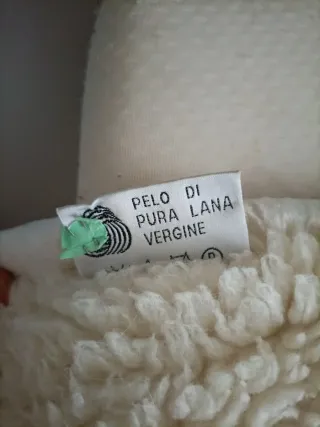 PELO DI
PURA LANA
VERGINE
P